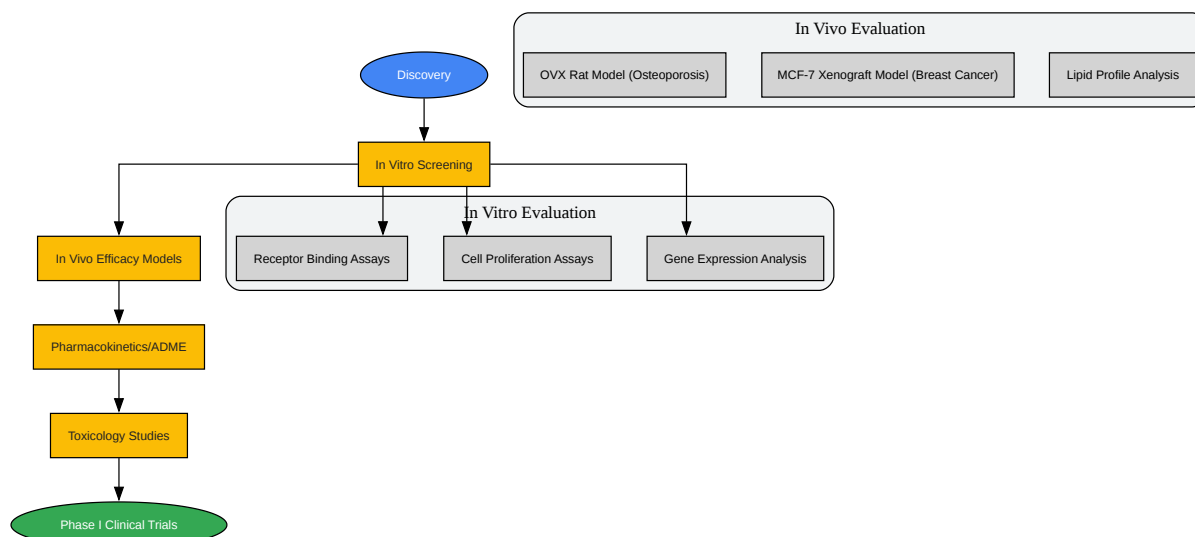 In Vivo Evaluation
Discovery
OVX Rat Model (Osteoporosis)
MCF-7 Xenograft Model (Breast Cancer)
Lipid Profile Analysis
In Vitro Screening
In Vitro Evaluation
In Vivo Efficacy Models
Receptor Binding Assays
Cell Proliferation Assays
Gene Expression Analysis
Pharmacokinetics/ADME
Toxicology Studies
Phase I Clinical Trials